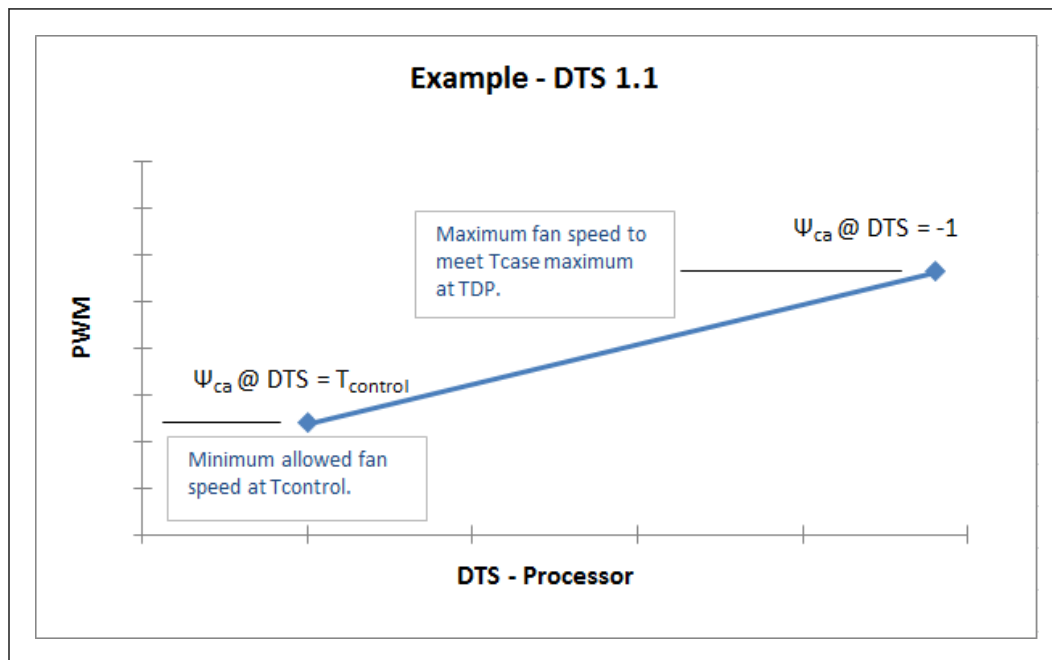 Example - DTS 1.1
Ψca @ DTS = -1
Maximum fan speed to
meet Tcase maximum
at TDP.
PWM
Ψca @ DTS = Tcontrol
Minimum allowed fan
speed at Tcontrol.
DTS - Processor